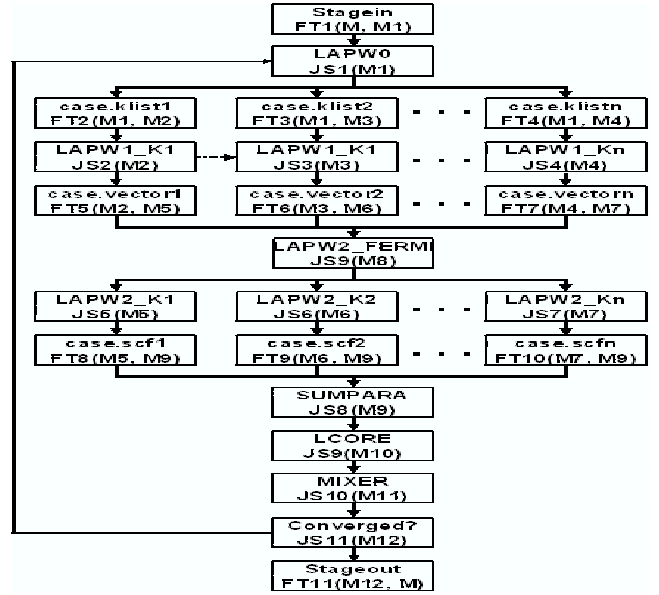 Stagein
FT1(M, M1)
LAPW0
JS1(M1)
case.klist1
FT2(M1, M2)
case.klist2
FT3(M1, M3)
case.klistn
FT4(M1, M4)
LAPW1_K1
JS2(M2)
LAPW1_K1
JS3(M3)
LAPW1_Kn
JS4(M4)
case.vector1
FT5(M2, M5)
case.vector2
FT6(M3, M6)
case.vectorn
FT7(M4, M7)
LAPW2_FERMI
JS9(M8)
LAPW2_K1
JS5(M5)
LAPW2_K2
JS6(M6)
LAPW2_Kn
JS7(M7)
case.scf1
FT8(M5, M9)
case.scf2
FT9(M6, M9)
case.scfn
FT10(M7, M9)
SUMPARA
JS8(M9)
LCORE
JS9(M10)
MIXER
JS10(M11)
Converged?
JS11(M12)
Stageout
FT11(M12, M)